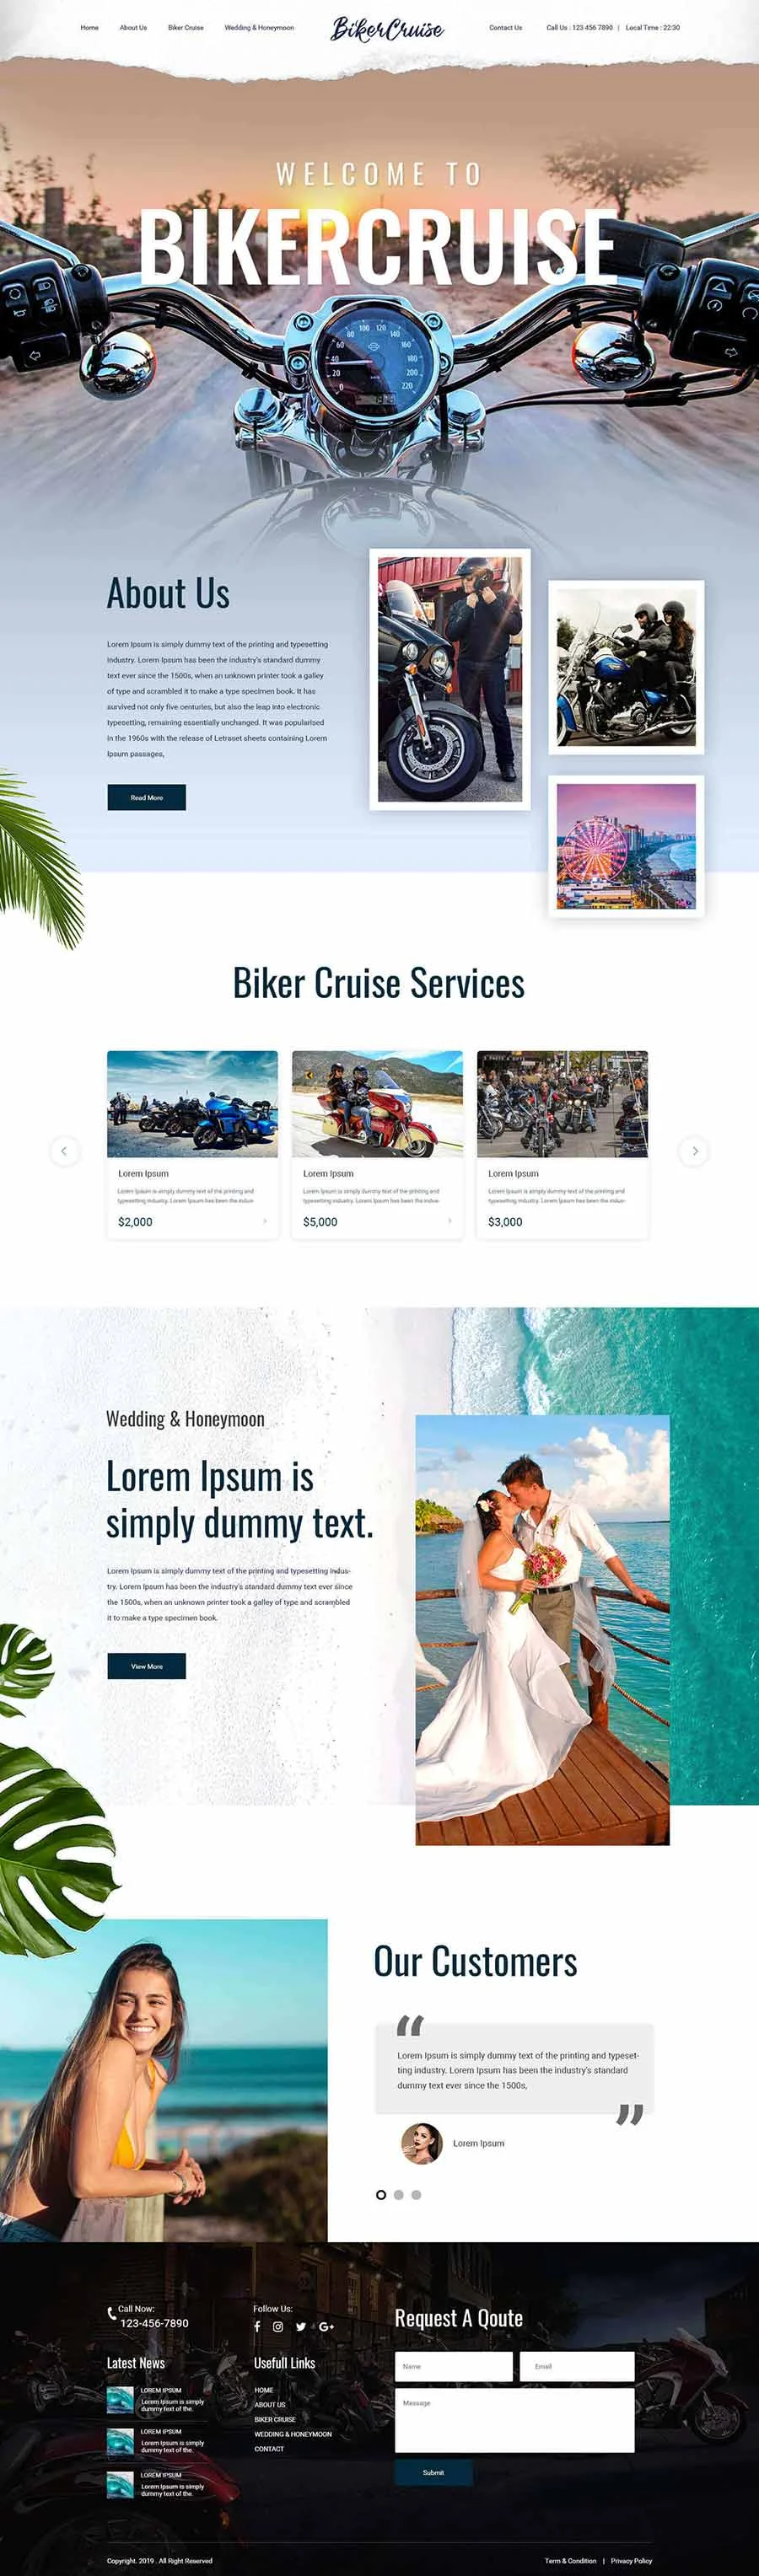 Home
About Us
Biker Cruise
Wedding & Honeymoon
BikerCruise
Contact Us
Call Us : 123 456 7890 | Local Time : 22:30
WELCOME TO
BIKERCRUISE
0
20
40
60
80
100
120
140
160
180
200
220
About Us
Lorem Ipsum is simply dummy text of the printing and typesetting
industry. Lorem Ipsum has been the industry's standard dummy
text ever since the 1500s, when an unknown printer took a galley
of type and scrambled it to make a type specimen book. It has
survived not only five centuries, but also the leap into electronic
typesetting, remaining essentially unchanged. It was popularised
in the 1960s with the release of Letraset sheets containing Lorem
Ipsum passages,
Read More
Biker Cruise Services
Lorem Ipsum
Lorem Ipsum is simply dummy text of the printing and
typesetting industry. Lorem Ipsum has been the indus-
$2,000
Lorem Ipsum
Lorem Ipsum is simply dummy text of the printing and
typesetting industry. Lorem Ipsum has been the indus-
$5,000
Lorem Ipsum
Lorem Ipsum is simply dummy text of the printing and
typesetting industry. Lorem Ipsum has been the indus-
$3,000
Wedding & Honeymoon
Lorem Ipsum is
simply dummy text.
Lorem Ipsum is simply dummy text of the printing and typesetting indus-
try. Lorem Ipsum has been the industry's standard dummy text ever since
the 1500s, when an unknown printer took a galley of type and scrambled
it to make a type specimen book.
View More
Our Customers
“
Lorem Ipsum is simply dummy text of the printing and typeset-
ting industry. Lorem Ipsum has been the industry's standard
dummy text ever since the 1500s,
”
Lorem Ipsum
Call Now:
123-456-7890
Follow Us:
f G+
Latest News
LOREM IPSUM
Lorem Ipsum is simply
dummy text of the.
LOREM IPSUM
Lorem Ipsum is simply
dummy text of the.
LOREM IPSUM
Lorem Ipsum is simply
dummy text of the.
Usefull Links
HOME
ABOUT US
BIKER CRUISE
WEDDING & HONEYMOON
CONTACT
Request A Qoute
Name
Email
Message
Submit
Copyright. 2019 . All Right Reserved
Term & Condition | Privacy Policy